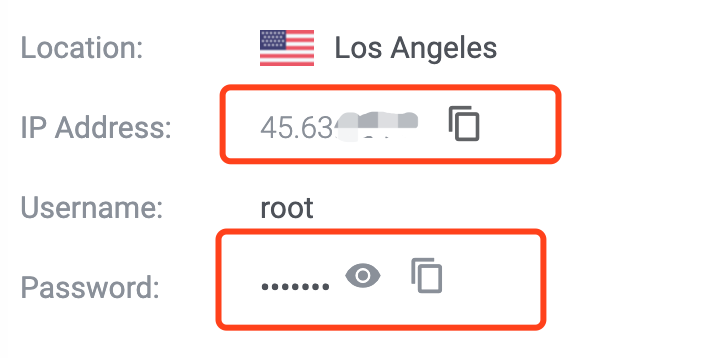 Location: Los Angeles
IP Address: 45.63
Username: root
Password: •••••••